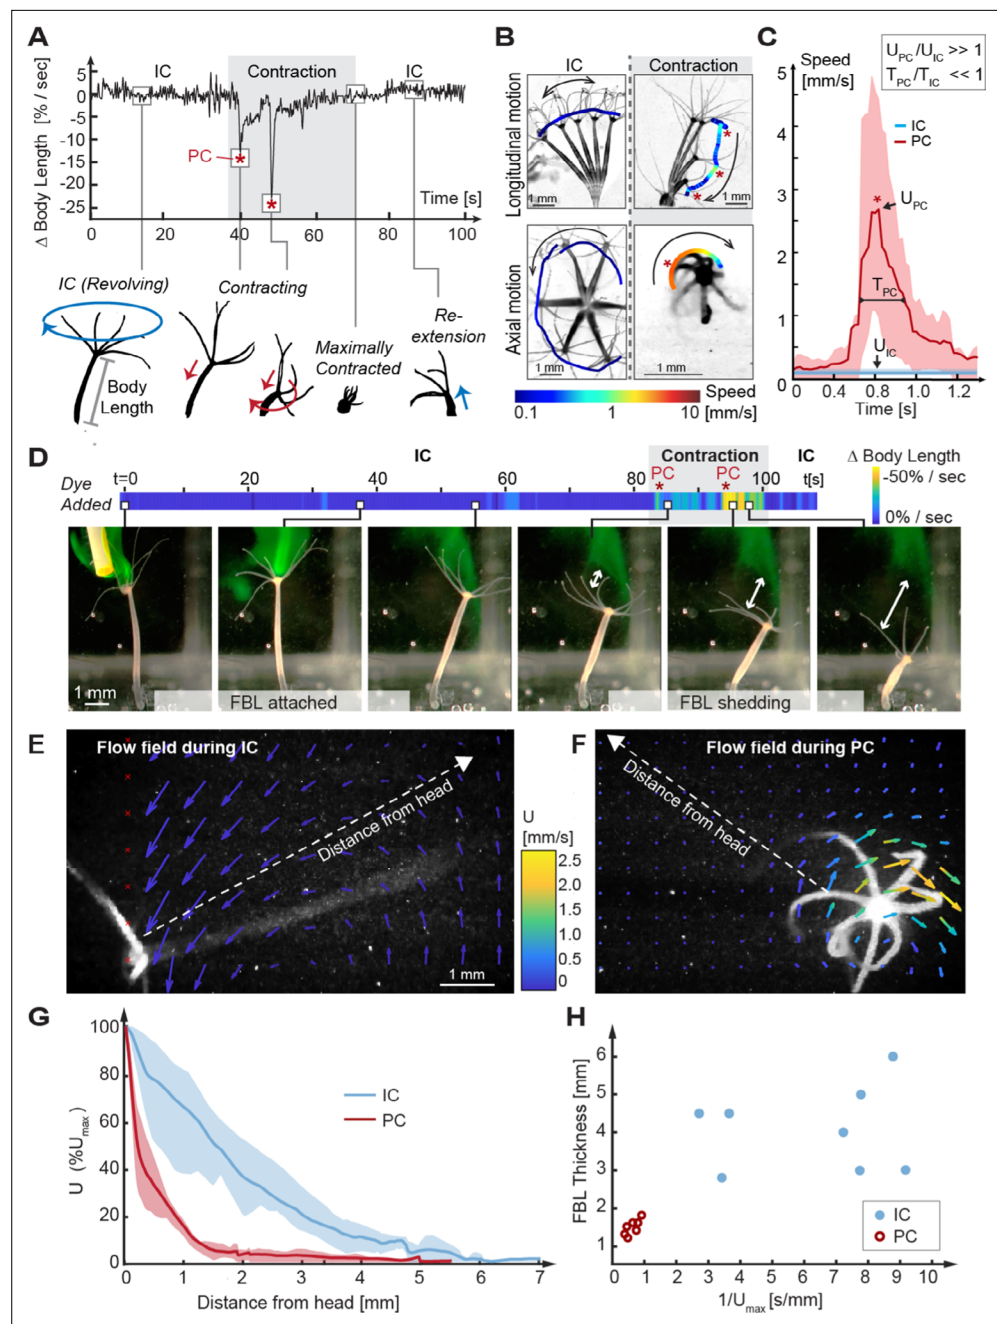 A
Δ Body Length [% / sec]
5
0
-5
-10
-15
-20
-25
IC
Contraction
IC
PC
*
*
Time [s]
0
20
40
60
80
100
IC (Revolving)
Contracting
Maximally
Contracted
Re-
extension
Body
Length
B
IC
Contraction
Longitudinal motion
Axial motion
1 mm
* * *
1 mm
1 mm
*
1 mm
Speed
[mm/s]
0.1
1
10
C
Speed
[mm/s]
U_PC /U_IC >> 1
T_PC /T_IC << 1
5
4
3
2
1
0
IC
PC
*
U_PC
T_PC
U_IC
0
0.4
0.8
1.2
Time [s]
D
IC
Contraction
IC
Dye
Added
t=0
20
40
60
80
100
t[s]
PC
*
PC
*
Δ Body Length
-50% / sec
0% / sec
1 mm
FBL attached
FBL shedding
E
Flow field during IC
Distance from head
1 mm
U
[mm/s]
2.5
2.0
1.5
1.0
0.5
0
F
Flow field during PC
Distance from head
G
U (%U_max)
100
80
60
40
20
0
IC
PC
0
1
2
3
4
5
6
7
Distance from head [mm]
H
FBL Thickness [mm]
6
5
4
3
2
1
IC
PC
0
1
2
3
4
5
6
7
8
9
10
1/U_max [s/mm]